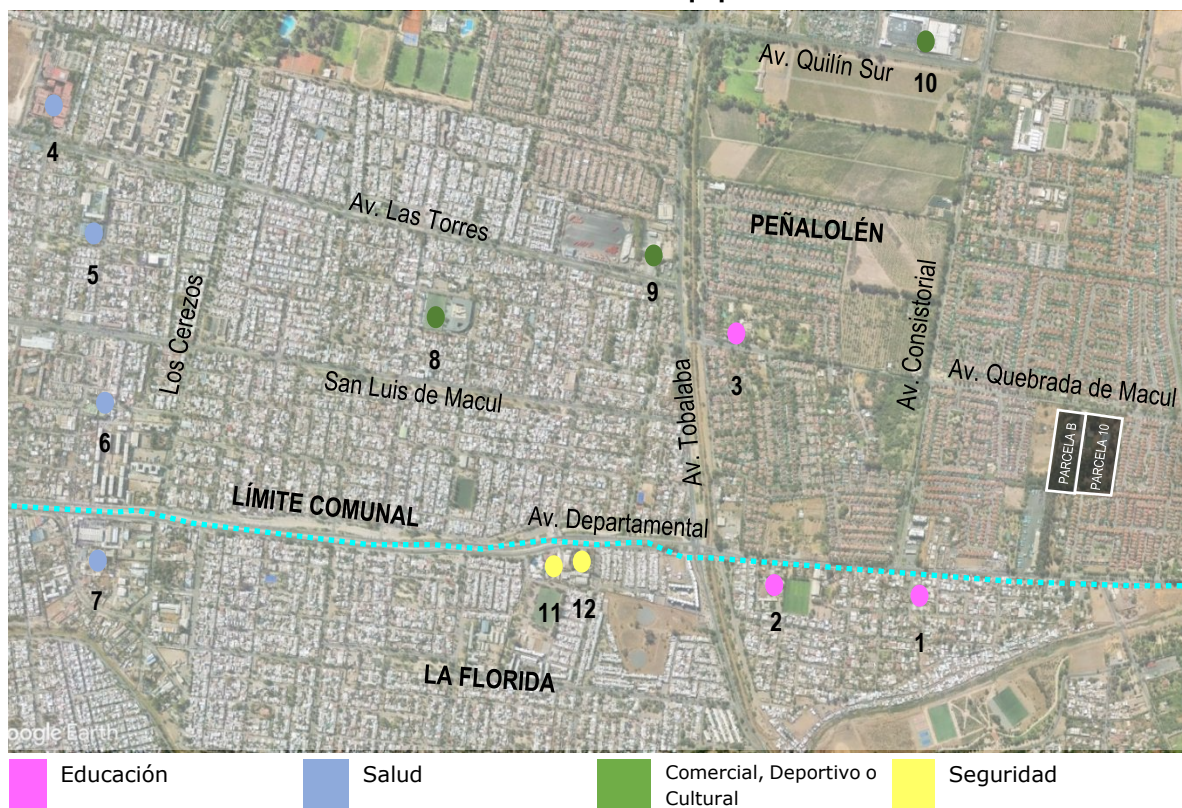 Av. Quilín Sur
10
4
Av. Las Torres
PEÑALOLÉN
5
9
Los Cerezos
Av. Consistorial
8
San Luis de Macul
3
Av. Tobalaba
Av. Quebrada de Macul
PARCELA B
PARCELA 10
6
LÍMITE COMUNAL
Av. Departamental
7
11
12
2
1
LA FLORIDA
oogle Earth
Educación
Salud
Comercial, Deportivo o
Cultural
Seguridad